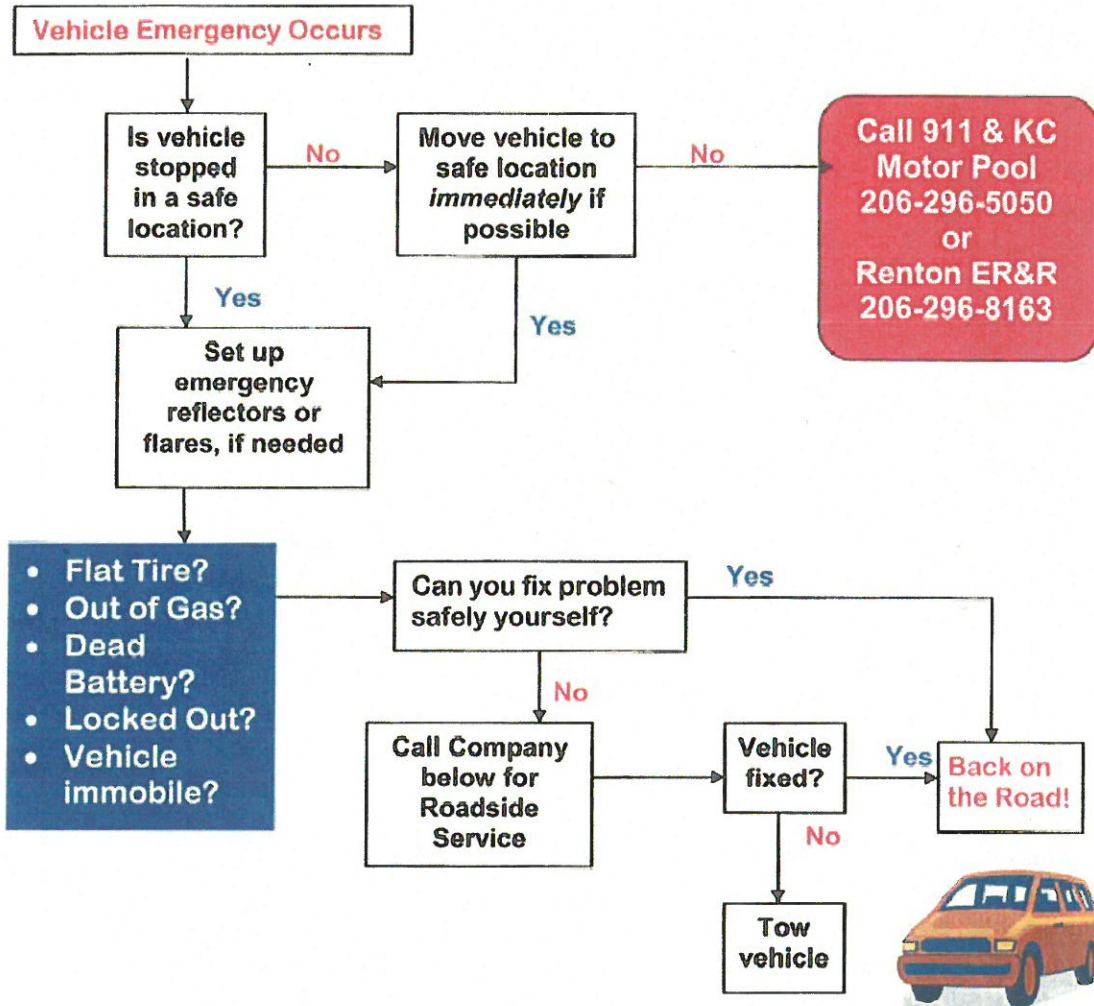 Vehicle Emergency Occurs
Is vehicle
stopped
in a safe
location?
No
Move vehicle to
safe location
immediately if
possible
No
Call 911 & KC
Motor Pool
206-296-5050
or
Renton ER&R
206-296-8163
Yes
Yes
Set up
emergency
reflectors or
flares, if needed
• Flat Tire?
• Out of Gas?
• Dead
Battery?
• Locked Out?
• Vehicle
immobile?
Can you fix problem
safely yourself?
Yes
No
Call Company
below for
Roadside
Service
Vehicle
fixed?
Yes
Back on
the Road!
No
Tow
vehicle